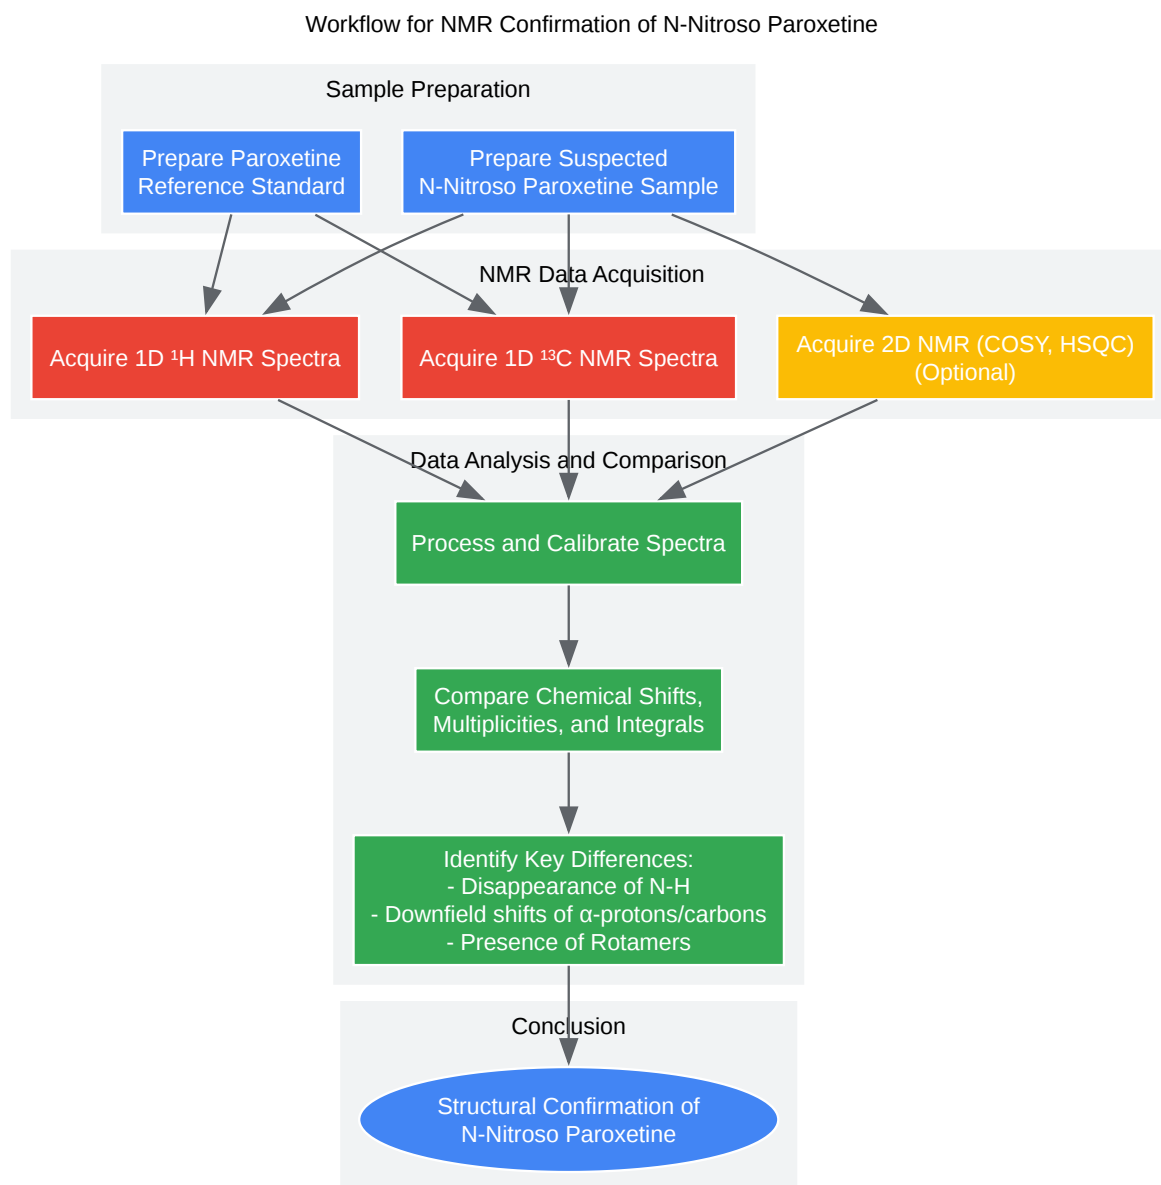 Workflow for NMR Confirmation of N-Nitroso Paroxetine
Sample Preparation
Prepare Paroxetine
Reference Standard
Prepare Suspected
N-Nitroso Paroxetine Sample
NMR Data Acquisition
Acquire 1D ¹H NMR Spectra
Acquire 1D ¹³C NMR Spectra
Acquire 2D NMR (COSY, HSQC)
(Optional)
Data Analysis and Comparison
Process and Calibrate Spectra
Compare Chemical Shifts,
Multiplicities, and Integrals
Identify Key Differences:
- Disappearance of N-H
- Downfield shifts of α-protons/carbons
- Presence of Rotamers
Conclusion
Structural Confirmation of
N-Nitroso Paroxetine